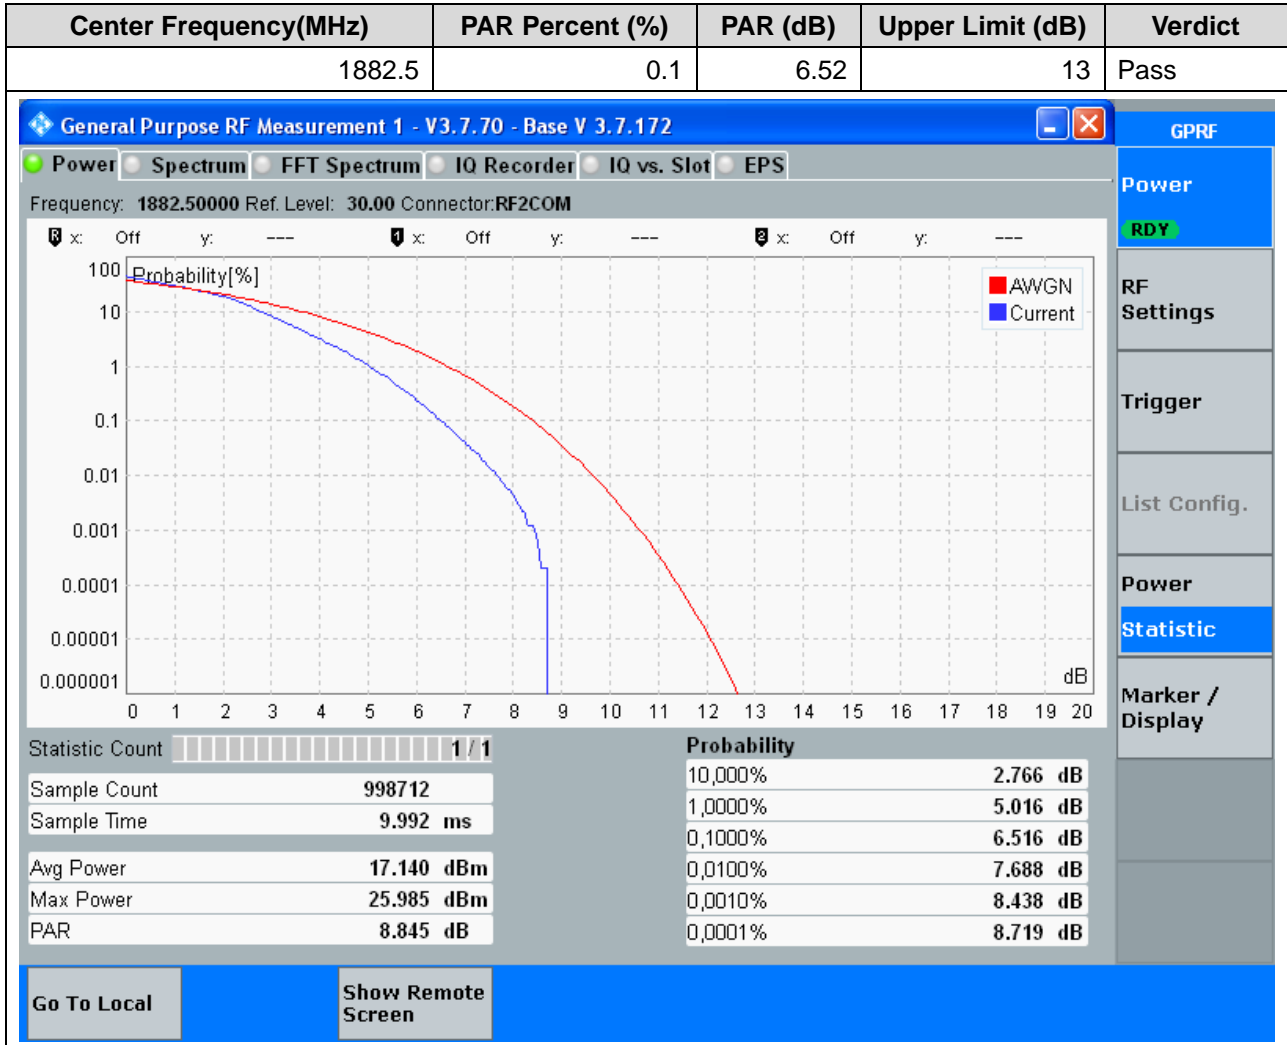 Center Frequency(MHz) PAR Percent (%) PAR (dB) Upper Limit (dB) Verdict
1882.5 0.1 6.52 13 Pass
General Purpose RF Measurement 1 - V3.7.70 - Base V 3.7.172
GPRF
Power Spectrum FFT Spectrum IQ Recorder IQ vs. Slot EPS
Power
RDY
Frequency: 1882.50000 Ref. Level: 30.00 Connector:RF2COM
R x: Off y: --- 1 x: Off y: --- 2 x: Off y: ---
Probability[%]
AWGN
Current
100
10
1
0.1
0.01
0.001
0.0001
0.00001
0.000001
dB
0 1 2 3 4 5 6 7 8 9 10 11 12 13 14 15 16 17 18 19 20
RF
Settings
Trigger
List Config.
Power
Statistic
Marker /
Display
Statistic Count 1 / 1
Sample Count 998712
Sample Time 9.992 ms
Avg Power 17.140 dBm
Max Power 25.985 dBm
PAR 8.845 dB
Probability
10,000% 2.766 dB
1,0000% 5.016 dB
0,1000% 6.516 dB
0,0100% 7.688 dB
0,0010% 8.438 dB
0,0001% 8.719 dB
Go To Local
Show Remote
Screen